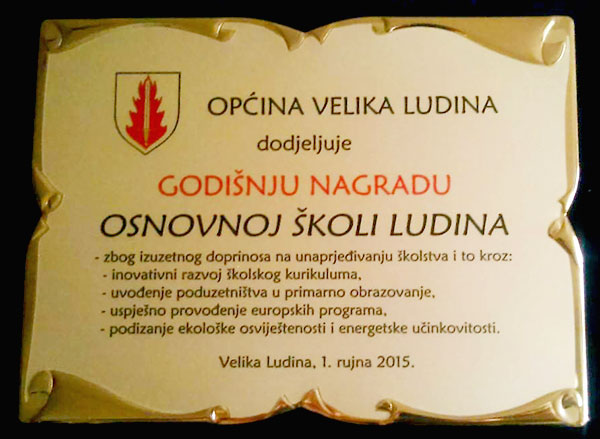 OPĆINA VELIKA LUDINA
dodjeljuje
GODIŠNJU NAGRADU
OSNOVNOJ ŠKOLI LUDINA
- zbog izuzetnog doprinosa na unaprjeđivanju školstva i to kroz:
- inovativni razvoj školskog kurikuluma,
- uvođenje poduzetništva u primarno obrazovanje,
- uspješno provođenje europskih programa,
- podizanje ekološke osviještenosti i energetske učinkovitosti.
Velika Ludina, 1. rujna 2015.